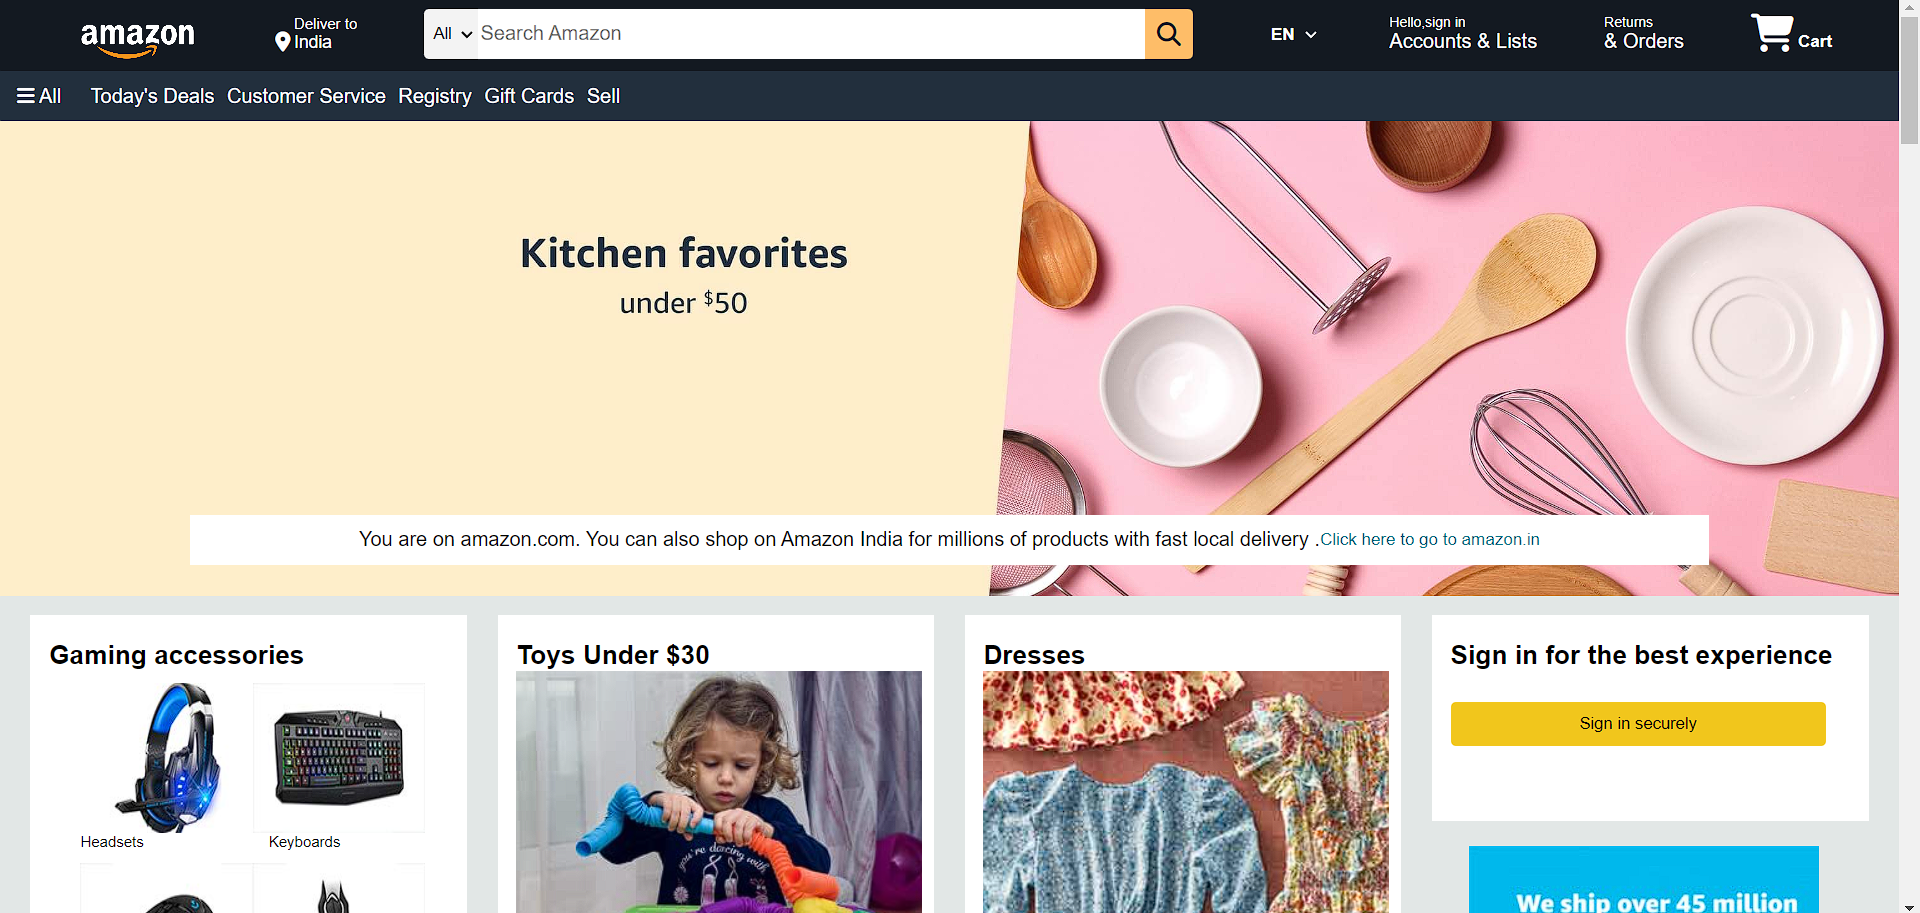 amazon
Deliver to
India
All
Search Amazon
EN
Hello,sign in
Accounts & Lists
Returns
& Orders
Cart
All
Today's Deals
Customer Service
Registry
Gift Cards
Sell
Kitchen favorites
under $50
You are on amazon.com. You can also shop on Amazon India for millions of products with fast local delivery .Click here to go to amazon.in
Gaming accessories
Headsets
Keyboards
Toys Under $30
you're dancing with
Dresses
Sign in for the best experience
Sign in securely
We ship over 45 million